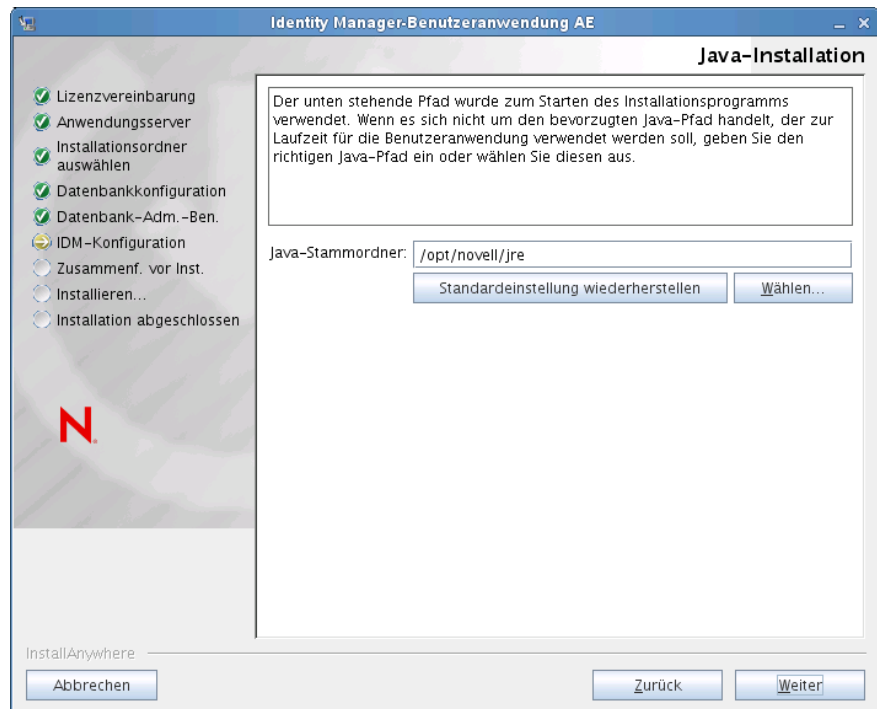 Identity Manager-Benutzeranwendung AE
Java-Installation
Lizenzvereinbarung
Anwendungsserver
Installationsordner
auswählen
Datenbankkonfiguration
Datenbank-Adm.-Ben.
IDM-Konfiguration
Zusammenf. vor Inst.
Installieren...
Installation abgeschlossen
Der unten stehende Pfad wurde zum Starten des Installationsprogramms
verwendet. Wenn es sich nicht um den bevorzugten Java-Pfad handelt, der zur
Laufzeit für die Benutzeranwendung verwendet werden soll, geben Sie den
richtigen Java-Pfad ein oder wählen Sie diesen aus.
Java-Stammordner: /opt/novell/jre
Standardeinstellung wiederherstellen Wählen...
N.
InstallAnywhere
Abbrechen Zurück Weiter